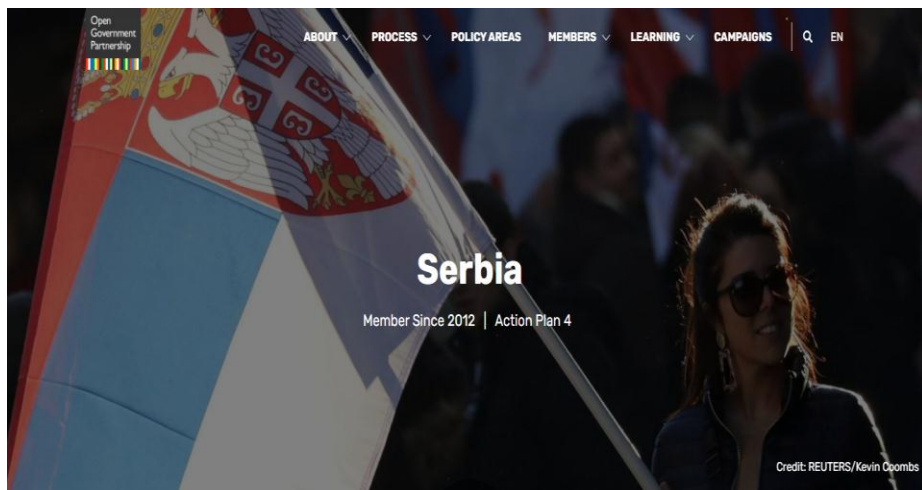 Open
Government
Partnership
ABOUT PROCESS POLICY AREAS MEMBERS LEARNING CAMPAIGNS EN
Serbia
Member Since 2012 | Action Plan 4
Credit: REUTERS/Kevin Coombs